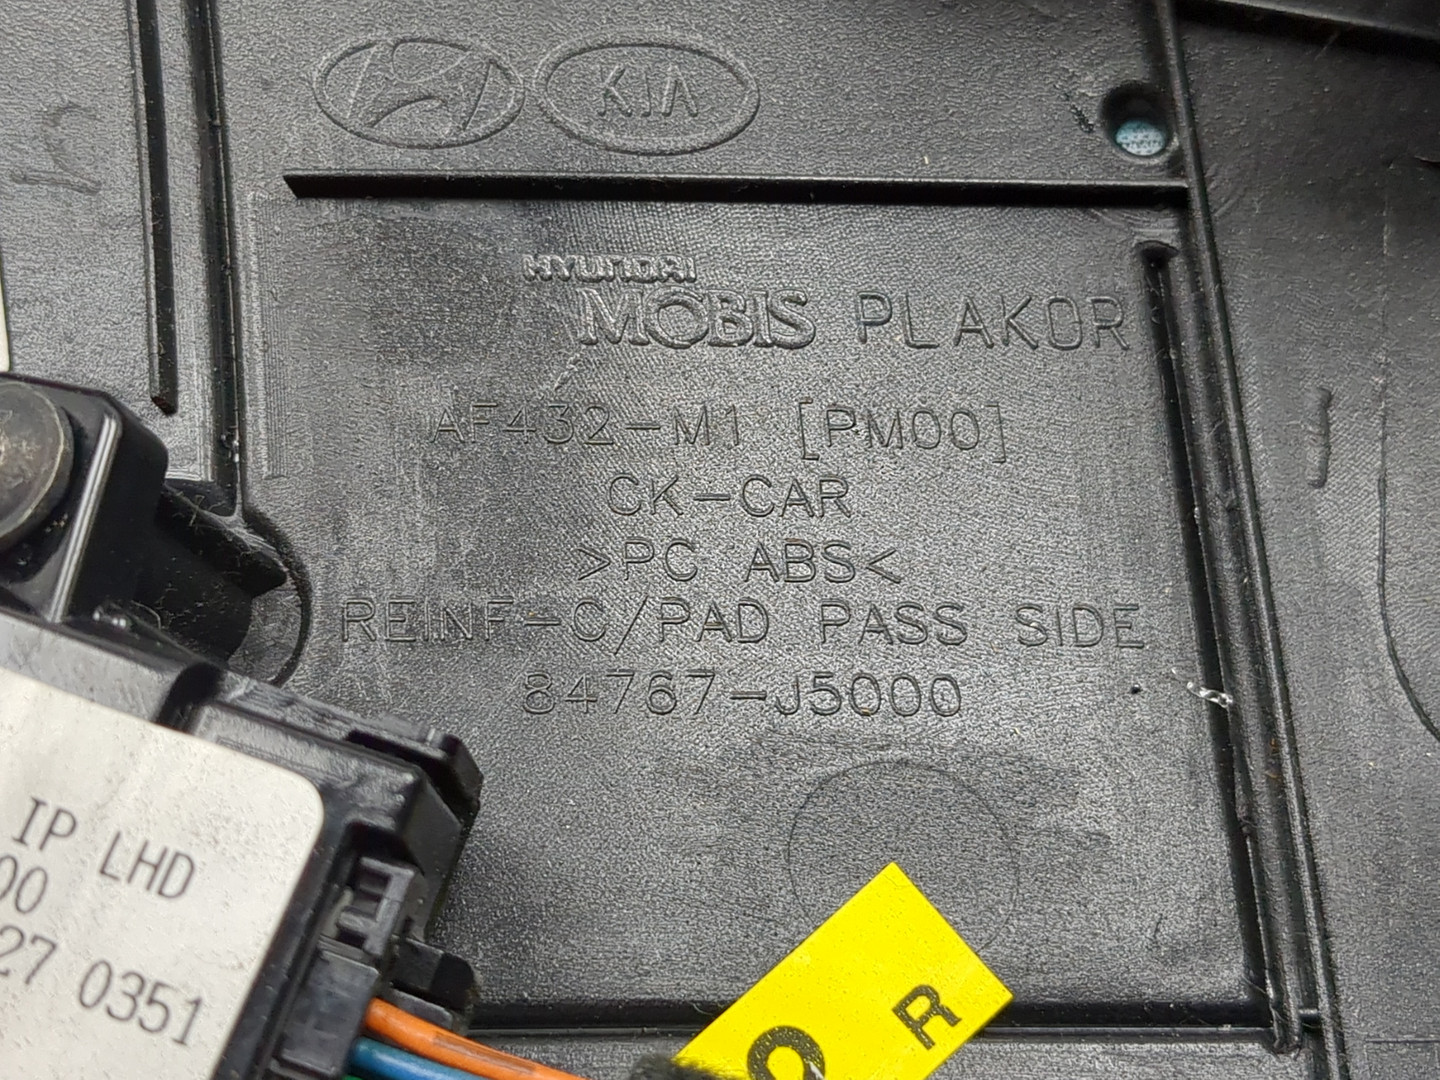 KIA
HYUNDAI
MOBIS PLAKOR
AF432-M1 [PM00]
CK-CAR
>PC ABS<
REINF-C/PAD PASS SIDE
84767-J5000
IP LHD
00
27 0351
R